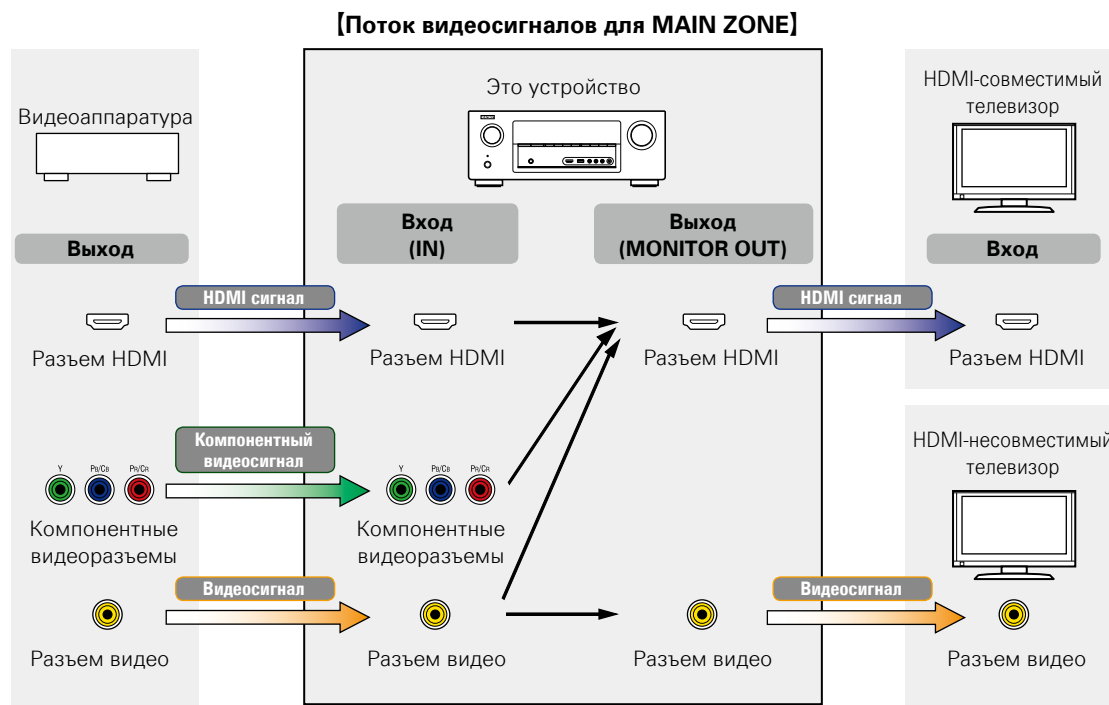 【Поток видеосигналов для MAIN ZONE】
Видеоаппаратура
Это устройство
HDMI-совместимый
телевизор
Выход
Вход
(IN)
Выход
(MONITOR OUT)
Вход
HDMI сигнал
HDMI сигнал
Разъем HDMI
Разъем HDMI
Разъем HDMI
Разъем HDMI
Компонентный
видеосигнал
HDMI-несовместимый
телевизор
Y PB/CB PR/CR
Y PB/CB PR/CR
Компонентные
видеоразъемы
Компонентные
видеоразъемы
Видеосигнал
Видеосигнал
Разъем видео
Разъем видео
Разъем видео
Разъем видео